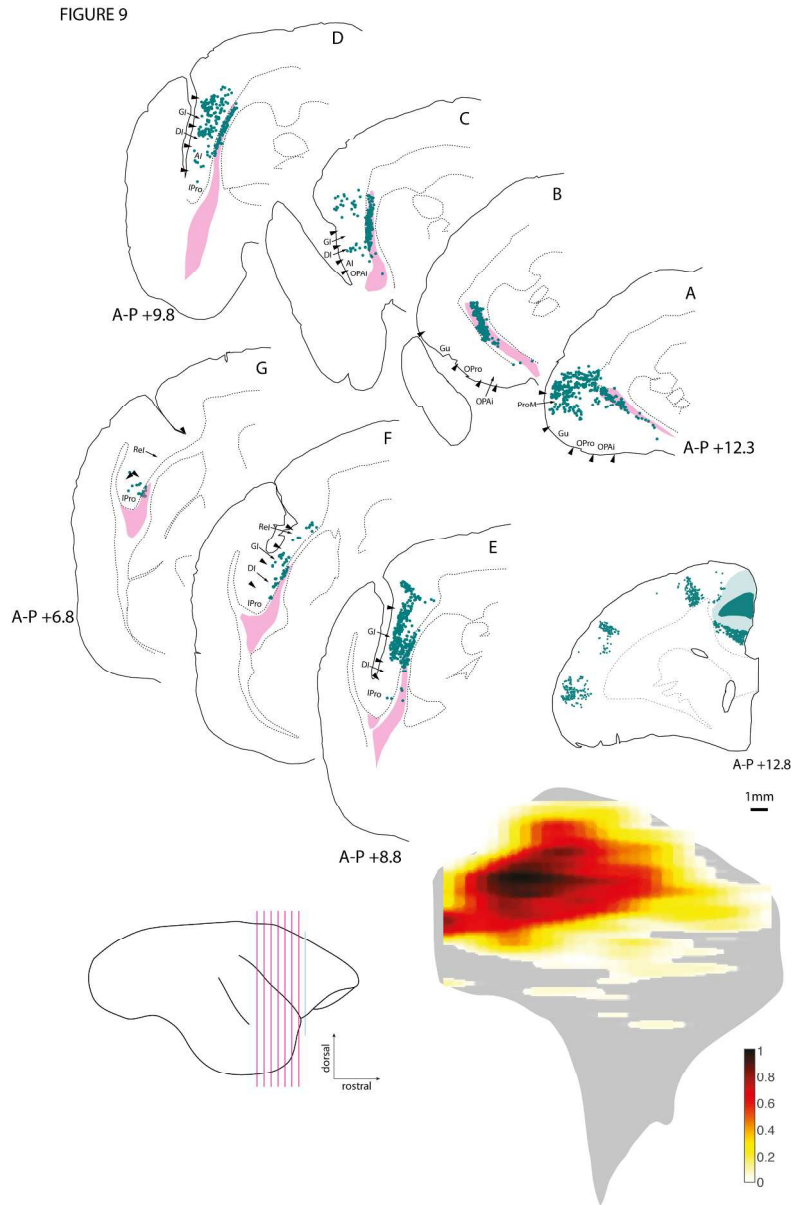 FIGURE 9
D
GI
DI
AI
IPro
A-P +9.8
C
GI
DI
AI
OPAI
B
Gu
OPro
OPAi
A
ProM
Gu
OPro
OPAi
A-P +12.3
G
ReI
IPro
A-P +6.8
F
ReI
GI
DI
IPro
E
GI
DI
IPro
A-P +8.8
A-P +12.8
1mm
dorsal
rostral
1
0.8
0.6
0.4
0.2
0